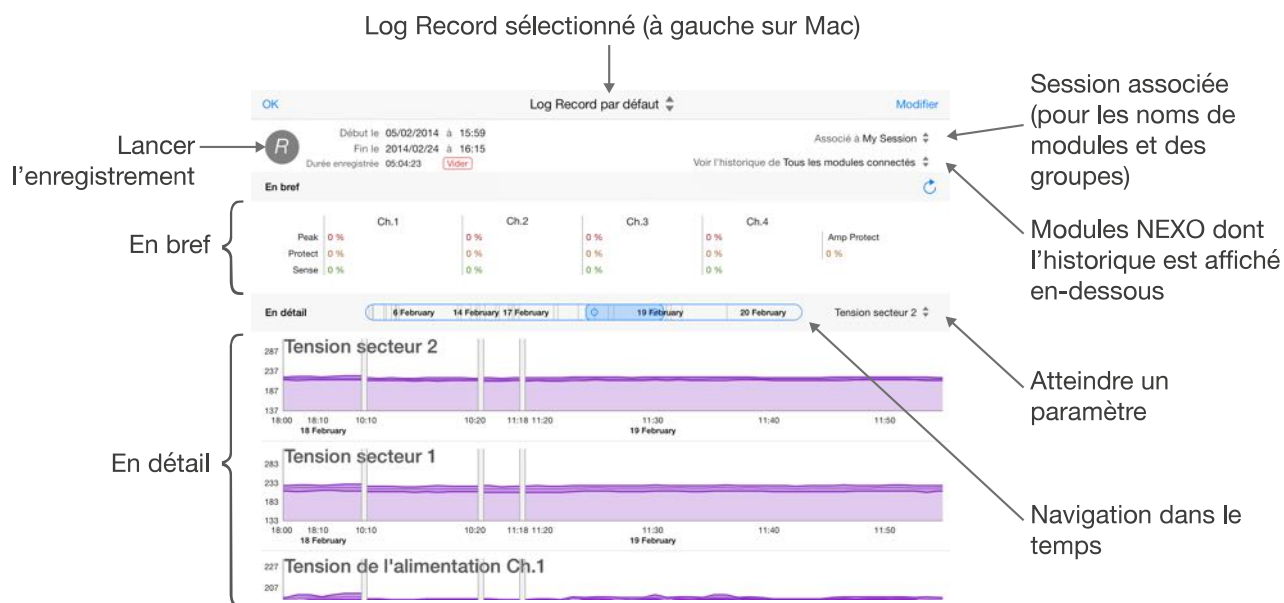 Log Record sélectionné (à gauche sur Mac)
OK
Log Record par défaut
Modifier
Lancer
l'enregistrement
R
Début le 05/02/2014 à 15:59
Fin le 2014/02/24 à 16:15
Durée enregistrée 05:04:23 Vider
Associé à My Session
Voir l'historique de Tous les modules connectés
Session associée
(pour les noms de
modules et des
groupes)
En bref
En bref
Ch.1 Ch.2 Ch.3 Ch.4
Peak 0 % 0 % 0 % 0 % Amp Protect
Protect 0 % 0 % 0 % 0 % 0 %
Sense 0 % 0 % 0 % 0 %
Modules NEXO dont
l'historique est affiché
en-dessous
En détail
6 February 14 February 17 February 19 February 20 February
Tension secteur 2
Atteindre un
paramètre
En détail
Tension secteur 2
287
237
187
137
18:00 18:10 10:10 10:20 11:18 11:20 11:30 11:40 11:50
18 February 19 February
Tension secteur 1
283
233
183
133
18:00 18:10 10:10 10:20 11:18 11:20 11:30 11:40 11:50
18 February 19 February
Navigation dans le
temps
Tension de l'alimentation Ch.1
227
207